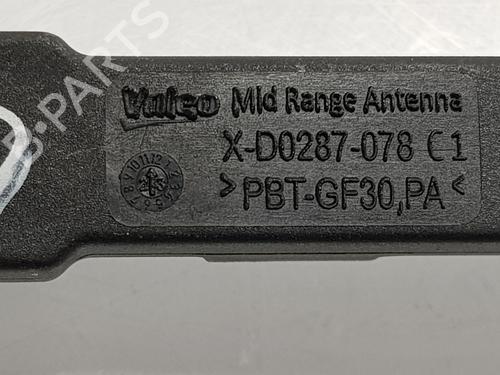 Valeo Mid Range Antenna
X-D0287-078 C1
>PBT-GF30,PA<
B-PARTS